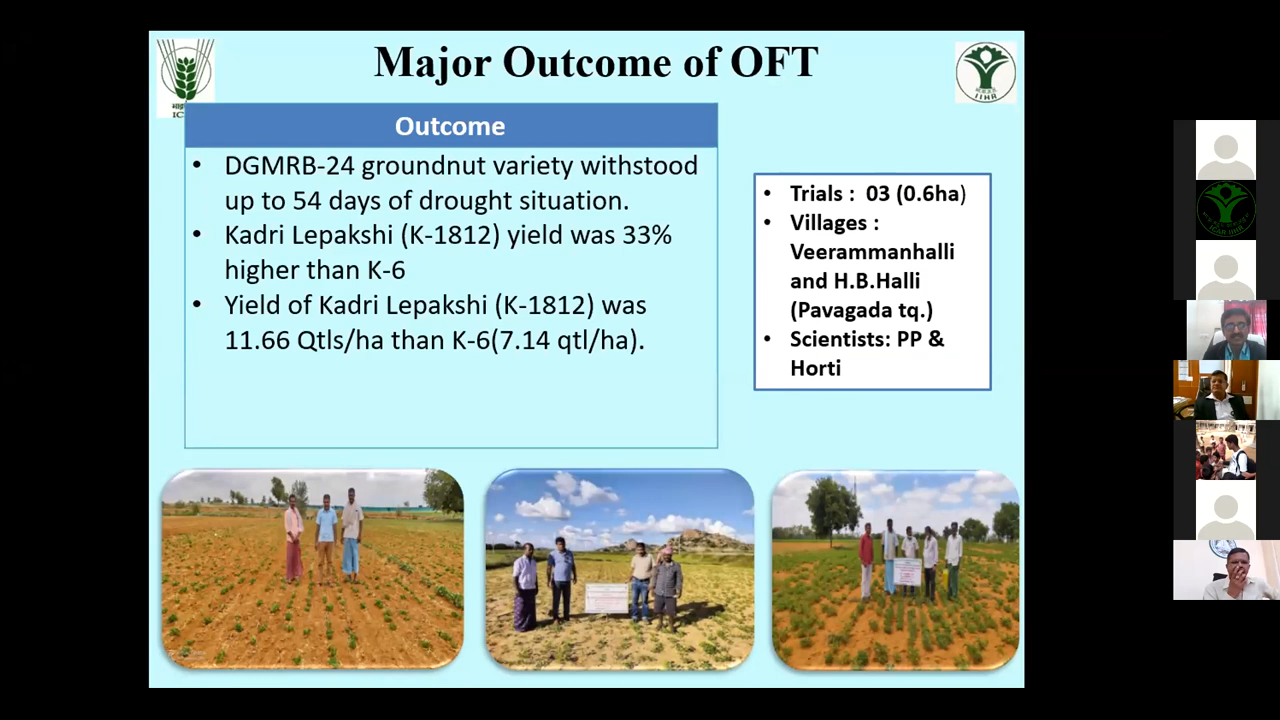 Major Outcome of OFT
Outcome
• DGMRB-24 groundnut variety withstood
up to 54 days of drought situation.
• Kadri Lepakshi (K-1812) yield was 33%
higher than K-6
• Yield of Kadri Lepakshi (K-1812) was
11.66 Qtls/ha than K-6(7.14 qtl/ha).
• Trials : 03 (0.6ha)
• Villages :
Veerammanhalli
and H.B.Halli
(Pavagada tq.)
• Scientists: PP &
Horti
IIHR